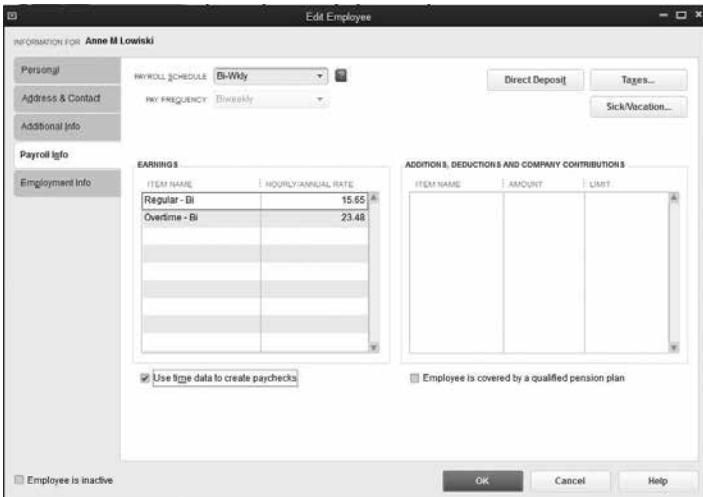 Edit Employee
INFORMATION FOR Anne M Lowiski
Personal
Address & Contact
Additional Info
Payroll Info
Employment Info
PAYROLL SCHEDULE Bi-Wkly
PAY FREQUENCY Biweekly
Direct Deposit
Taxes...
Sick/Vacation...
EARNINGS
ITEM NAME HOURLY/ANNUAL RATE
Regular - Bi 15.65
Overtime - Bi 23.48
Use time data to create paychecks
ADDITIONS, DEDUCTIONS AND COMPANY CONTRIBUTIONS
ITEM NAME AMOUNT LIMIT
Employee is covered by a qualified pension plan
Employee is inactive
OK Cancel Help